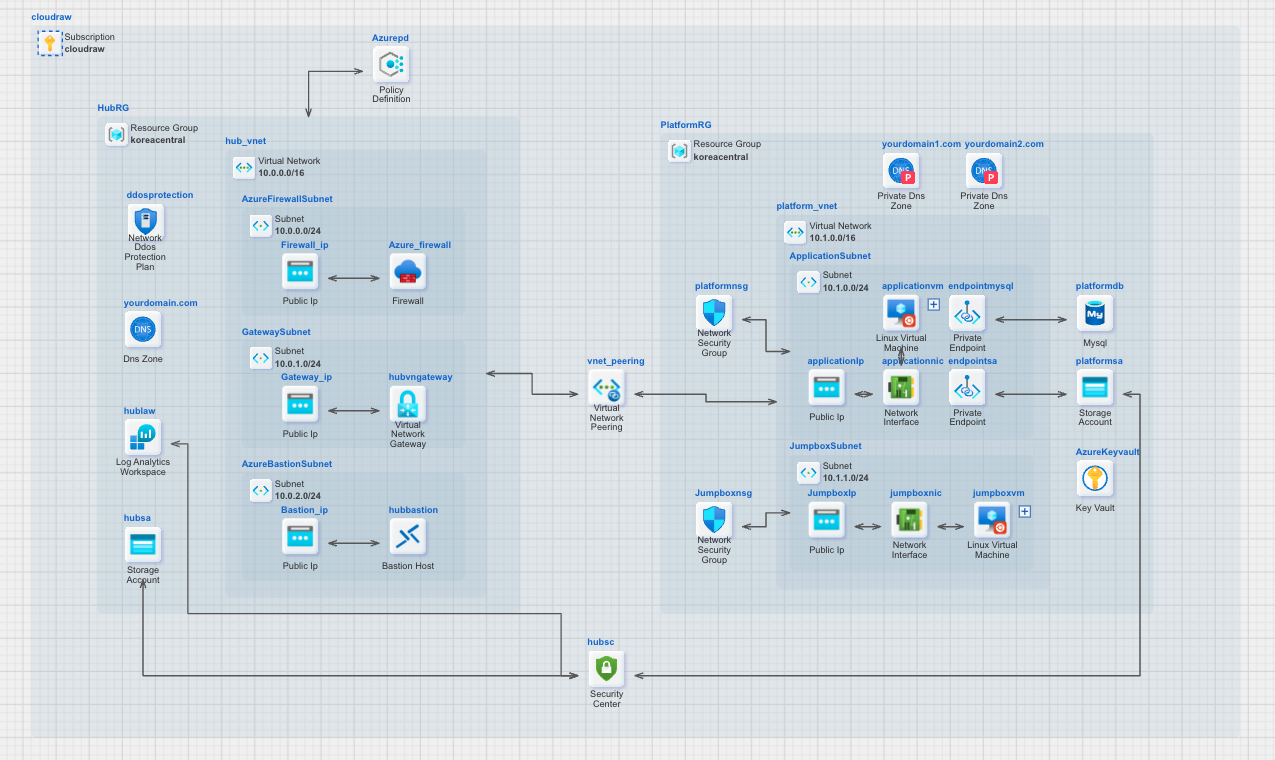 cloudraw
Subscription
cloudraw
Azurepd
Policy
Definition
HubRG
Resource Group
koreacentral
hub_vnet
Virtual Network
10.0.0.0/16
ddosprotection
Network
Ddos
Protection
Plan
AzureFirewallSubnet
Subnet
10.0.0.0/24
Firewall_ip
Public Ip
Azure_firewall
Firewall
yourdomain.com
DNS
Dns Zone
GatewaySubnet
Subnet
10.0.1.0/24
Gateway_ip
Public Ip
hubvngateway
Virtual
Network
Gateway
hublaw
Log Analytics
Workspace
AzureBastionSubnet
Subnet
10.0.2.0/24
Bastion_ip
Public Ip
hubbastion
Bastion Host
hubsa
Storage
Account
vnet_peering
Virtual
Network
Peering
hubsc
Security
Center
PlatformRG
Resource Group
koreacentral
yourdomain1.com
DNS
P
Private Dns
Zone
yourdomain2.com
DNS
P
Private Dns
Zone
platform_vnet
Virtual Network
10.1.0.0/16
ApplicationSubnet
Subnet
10.1.0.0/24
platformnsg
Network
Security
Group
applicationvm
Linux Virtual
Machine
endpointmysql
Private
Endpoint
platformdb
My
Mysql
applicationIp
Public Ip
applicationnic
Network
Interface
endpointsa
Private
Endpoint
platformsa
Storage
Account
JumpboxSubnet
Subnet
10.1.1.0/24
Jumpboxnsg
Network
Security
Group
JumpboxIp
Public Ip
jumpboxnic
Network
Interface
jumpboxvm
Linux Virtual
Machine
AzureKeyvault
Key Vault